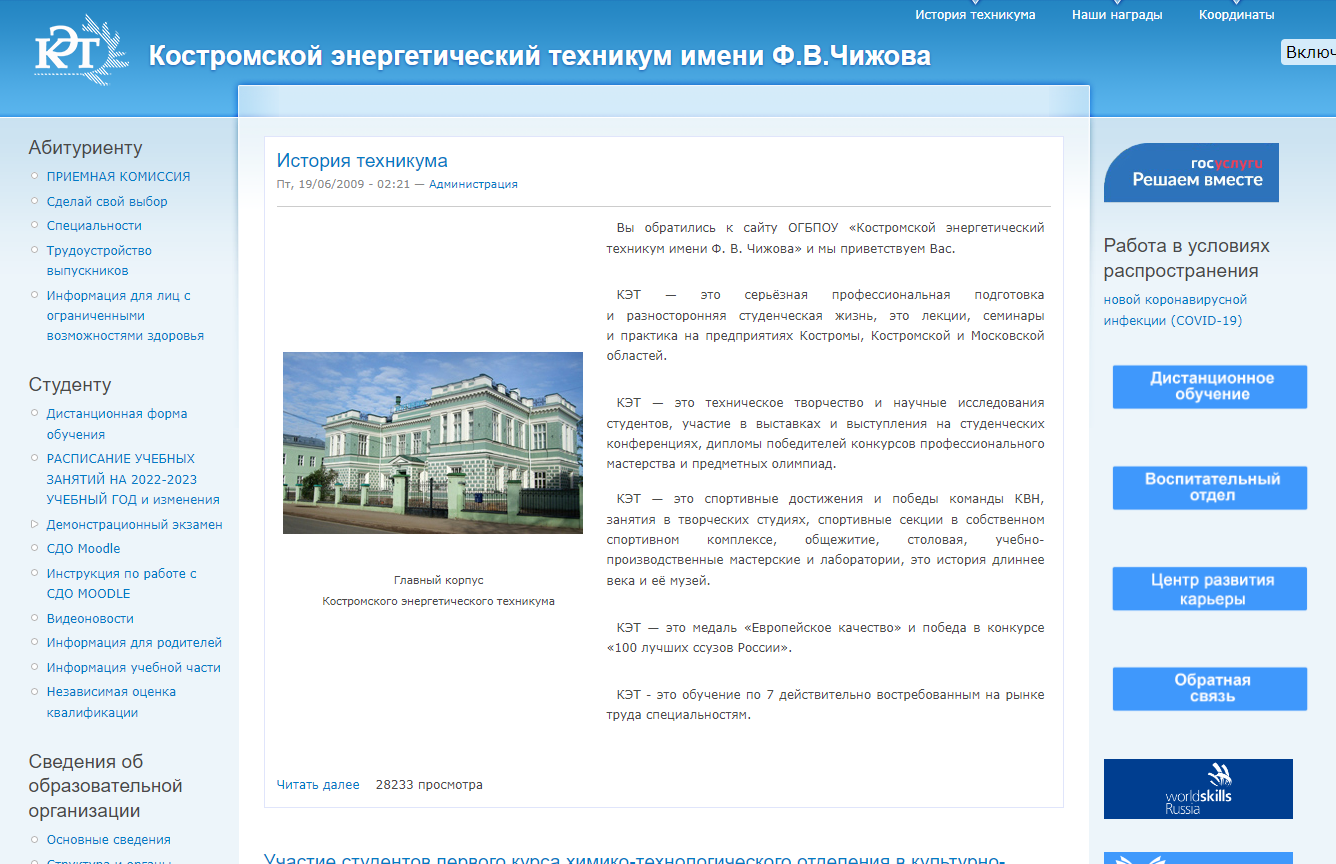 История техникума
Наши награды
Координаты
КЭТ
Костромской энергетический техникум имени Ф.В.Чижова
Включ
Абитуриенту
ПРИЕМНАЯ КОМИССИЯ
Сделай свой выбор
Специальности
Трудоустройство
выпускников
Информация для лиц с
ограниченными
возможностями здоровья
Студенту
Дистанционная форма
обучения
РАСПИСАНИЕ УЧЕБНЫХ
ЗАНЯТИЙ НА 2022-2023
УЧЕБНЫЙ ГОД и изменения
Демонстрационный экзамен
СДО Moodle
Инструкция по работе с
СДО MOODLE
Видеоновости
Информация для родителей
Информация учебной части
Независимая оценка
квалификации
Сведения об
образовательной
организации
Основные сведения
Структура и органы
История техникума
Пт, 19/06/2009 - 02:21 — Администрация
Вы обратились к сайту ОГБПОУ «Костромской энергетический
техникум имени Ф. В. Чижова» и мы приветствуем Вас.
КЭТ — это серьёзная профессиональная подготовка
и разносторонняя студенческая жизнь, это лекции, семинары
и практика на предприятиях Костромы, Костромской и Московской
областей.
КЭТ — это техническое творчество и научные исследования
студентов, участие в выставках и выступления на студенческих
конференциях, дипломы победителей конкурсов профессионального
мастерства и предметных олимпиад.
КЭТ — это спортивные достижения и победы команды КВН,
занятия в творческих студиях, спортивные секции в собственном
спортивном комплексе, общежитие, столовая, учебно-
производственные мастерские и лаборатории, это история длиннее
века и её музей.
КЭТ — это медаль «Европейское качество» и победа в конкурсе
«100 лучших ссузов России».
КЭТ - это обучение по 7 действительно востребованным на рынке
труда специальностям.
Главный корпус
Костромского энергетического техникума
Читать далее 28233 просмотра
Участие студентов первого курса химико-технологического отделения в культурно-
госуслуги
Решаем вместе
Работа в условиях
распространения
новой коронавирусной
инфекции (COVID-19)
Дистанционное
обучение
Воспитательный
отдел
Центр развития
карьеры
Обратная
связь
worldskills
Russia